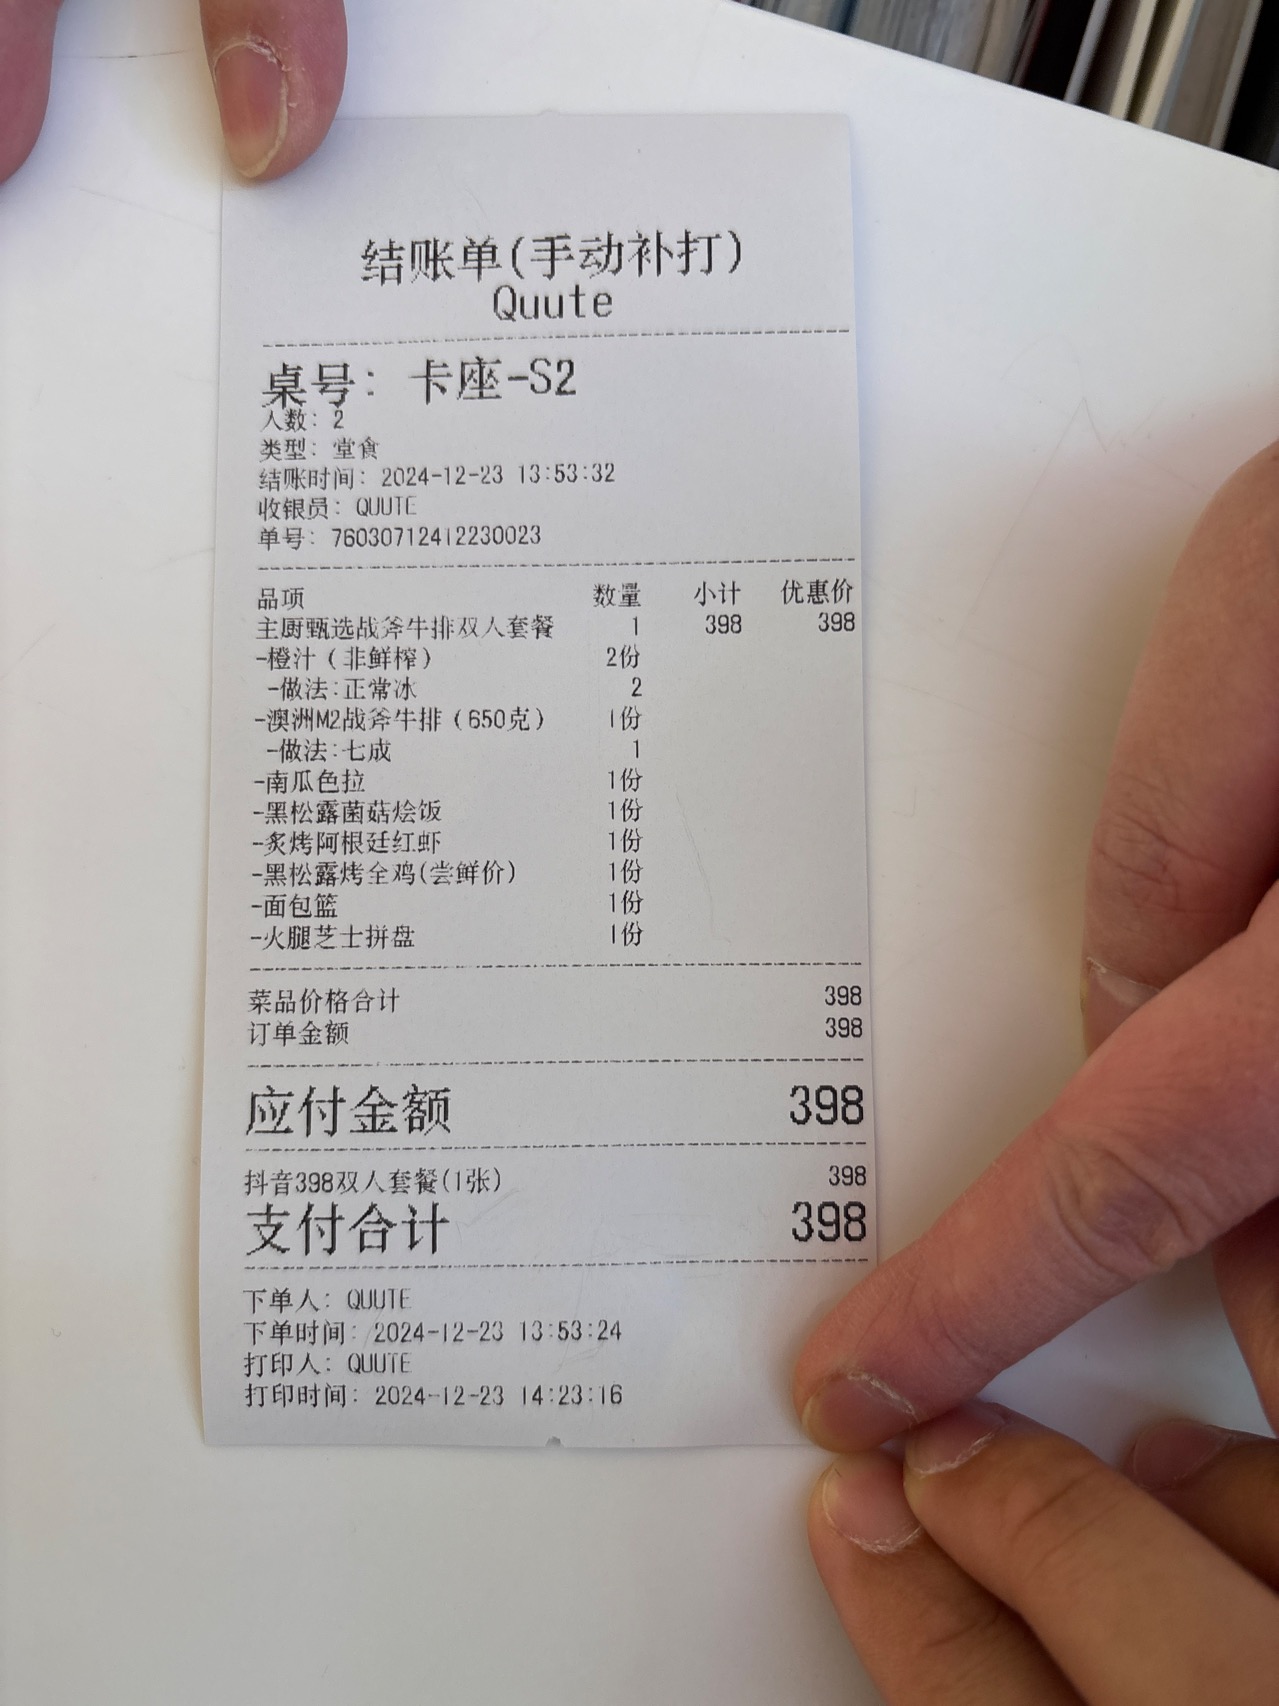 结账单(手动补打)
Quute
桌号: 卡座-S2
人数: 2
类型: 堂食
结账时间: 2024-12-23 13:53:32
收银员: QUUTE
单号: 76030712412230023
品项 数量 小计 优惠价
主厨甄选战斧牛排双人套餐 1 398 398
-橙汁（非鲜榨） 2份
-做法:正常冰 2
-澳洲M2战斧牛排（650克） 1份
-做法:七成 1
-南瓜色拉 1份
-黑松露菌菇烩饭 1份
-炙烤阿根廷红虾 1份
-黑松露烤全鸡(尝鲜价) 1份
-面包篮 1份
-火腿芝士拼盘 1份
菜品价格合计 398
订单金额 398
应付金额 398
抖音398双人套餐(1张) 398
支付合计 398
下单人: QUUTE
下单时间: 2024-12-23 13:53:24
打印人: QUUTE
打印时间: 2024-12-23 14:23:16